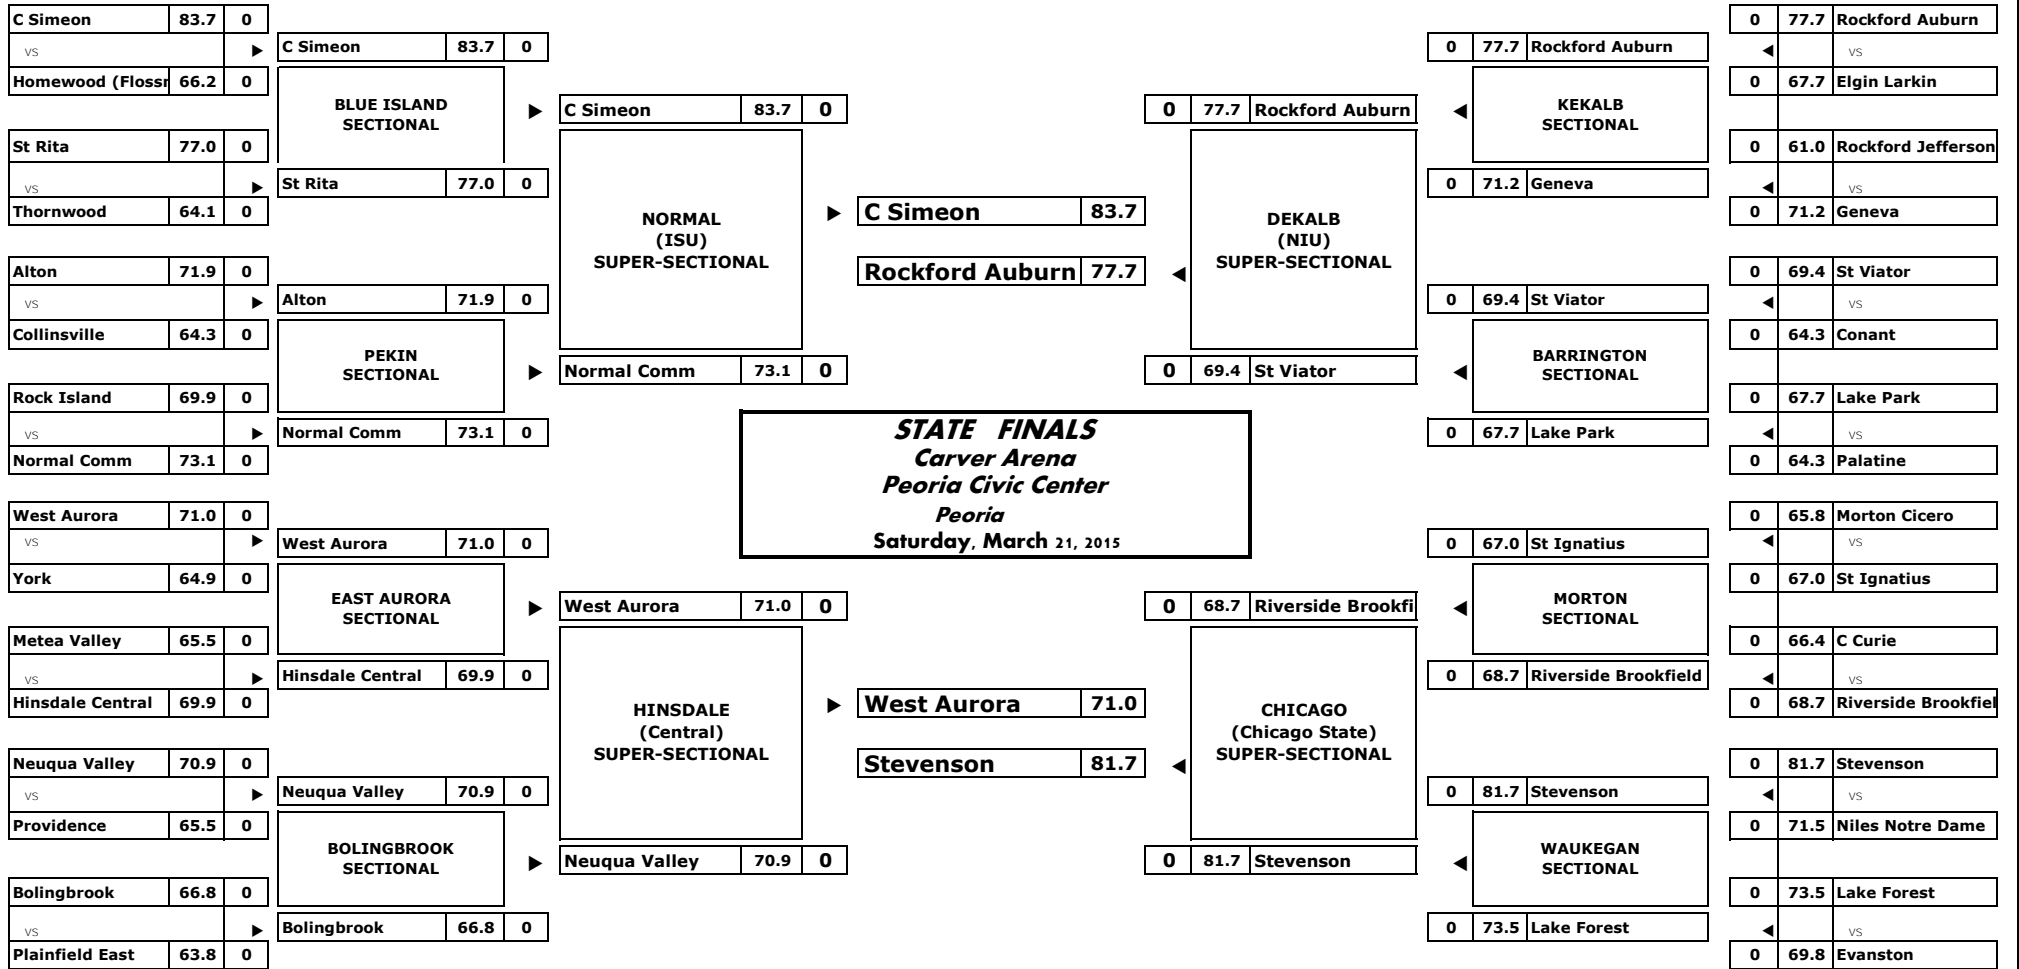 C Simeon 83.7 0
vs
Homewood (Flossr 66.2 0
St Rita 77.0 0
vs
Thornwood 64.1 0
Alton 71.9 0
vs
Collinsville 64.3 0
Rock Island 69.9 0
vs
Normal Comm 73.1 0
West Aurora 71.0 0
vs
York 64.9 0
Metea Valley 65.5 0
vs
Hinsdale Central 69.9 0
Neuqua Valley 70.9 0
vs
Providence 65.5 0
Bolingbrook 66.8 0
vs
Plainfield East 63.8 0
C Simeon 83.7 0
BLUE ISLAND
SECTIONAL
St Rita 77.0 0
Alton 71.9 0
PEKIN
SECTIONAL
Normal Comm 73.1 0
West Aurora 71.0 0
EAST AURORA
SECTIONAL
Hinsdale Central 69.9 0
Neuqua Valley 70.9 0
BOLINGBROOK
SECTIONAL
Bolingbrook 66.8 0
C Simeon 83.7 0
NORMAL
(ISU)
SUPER-SECTIONAL
Normal Comm 73.1 0
West Aurora 71.0 0
HINSDALE
(Central)
SUPER-SECTIONAL
Neuqua Valley 70.9 0
C Simeon 83.7
Rockford Auburn 77.7
STATE FINALS
Carver Arena
Peoria Civic Center
Peoria
Saturday, March 21, 2015
West Aurora 71.0
Stevenson 81.7
0 77.7 Rockford Auburn
DEKALB
(NIU)
SUPER-SECTIONAL
0 69.4 St Viator
0 68.7 Riverside Brookfi
CHICAGO
(Chicago State)
SUPER-SECTIONAL
0 81.7 Stevenson
0 77.7 Rockford Auburn
KEKALB
SECTIONAL
0 71.2 Geneva
0 69.4 St Viator
BARRINGTON
SECTIONAL
0 67.7 Lake Park
0 67.0 St Ignatius
MORTON
SECTIONAL
0 68.7 Riverside Brookfield
0 81.7 Stevenson
WAUKEGAN
SECTIONAL
0 73.5 Lake Forest
0 77.7 Rockford Auburn
vs
0 67.7 Elgin Larkin
0 61.0 Rockford Jefferson
vs
0 71.2 Geneva
0 69.4 St Viator
vs
0 64.3 Conant
0 67.7 Lake Park
vs
0 64.3 Palatine
0 65.8 Morton Cicero
vs
0 67.0 St Ignatius
0 66.4 C Curie
vs
0 68.7 Riverside Brookfiel
0 81.7 Stevenson
vs
0 71.5 Niles Notre Dame
0 73.5 Lake Forest
vs
0 69.8 Evanston